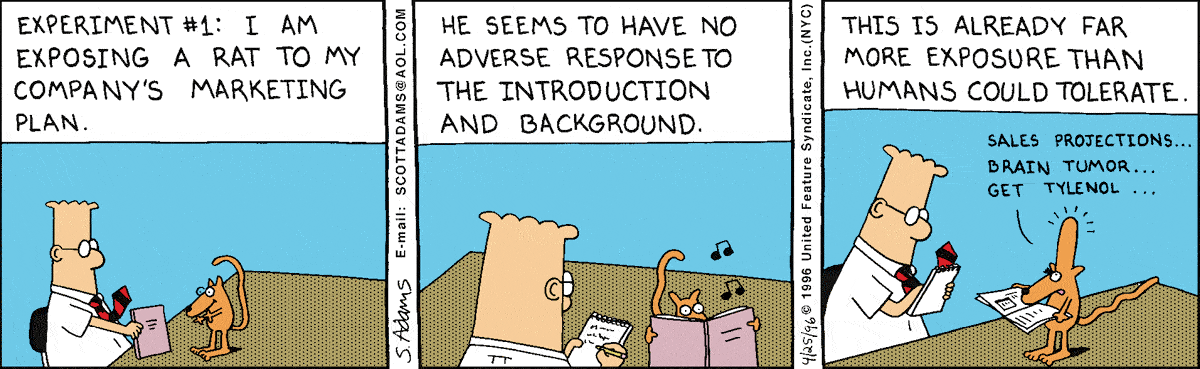 EXPERIMENT #1: I AM
EXPOSING A RAT TO MY
COMPANY'S MARKETING
PLAN.
S. Adams
E-mail: SCOTTADAMS@AOL.COM
HE SEEMS TO HAVE NO
ADVERSE RESPONSE TO
THE INTRODUCTION
AND BACKGROUND.
4/25/96 © 1996 United Feature Syndicate, Inc. (NYC)
THIS IS ALREADY FAR
MORE EXPOSURE THAN
HUMANS COULD TOLERATE.
SALES PROJECTIONS...
BRAIN TUMOR...
GET TYLENOL ...